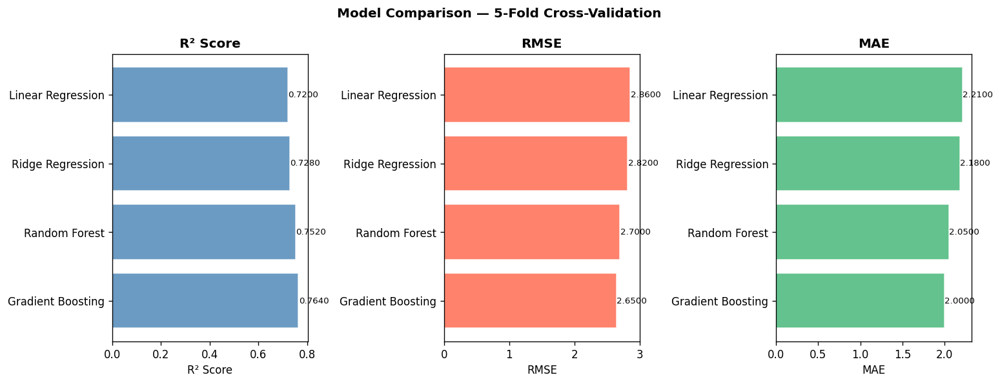 Model Comparison — 5-Fold Cross-Validation
R² Score
Linear Regression
0.7200
Ridge Regression
0.7280
Random Forest
0.7520
Gradient Boosting
0.7640
0.0 0.2 0.4 0.6 0.8
R² Score
RMSE
Linear Regression
2.8600
Ridge Regression
2.8200
Random Forest
2.7000
Gradient Boosting
2.6500
0 1 2 3
RMSE
MAE
Linear Regression
2.2100
Ridge Regression
2.1800
Random Forest
2.0500
Gradient Boosting
2.0000
0.0 0.5 1.0 1.5 2.0
MAE